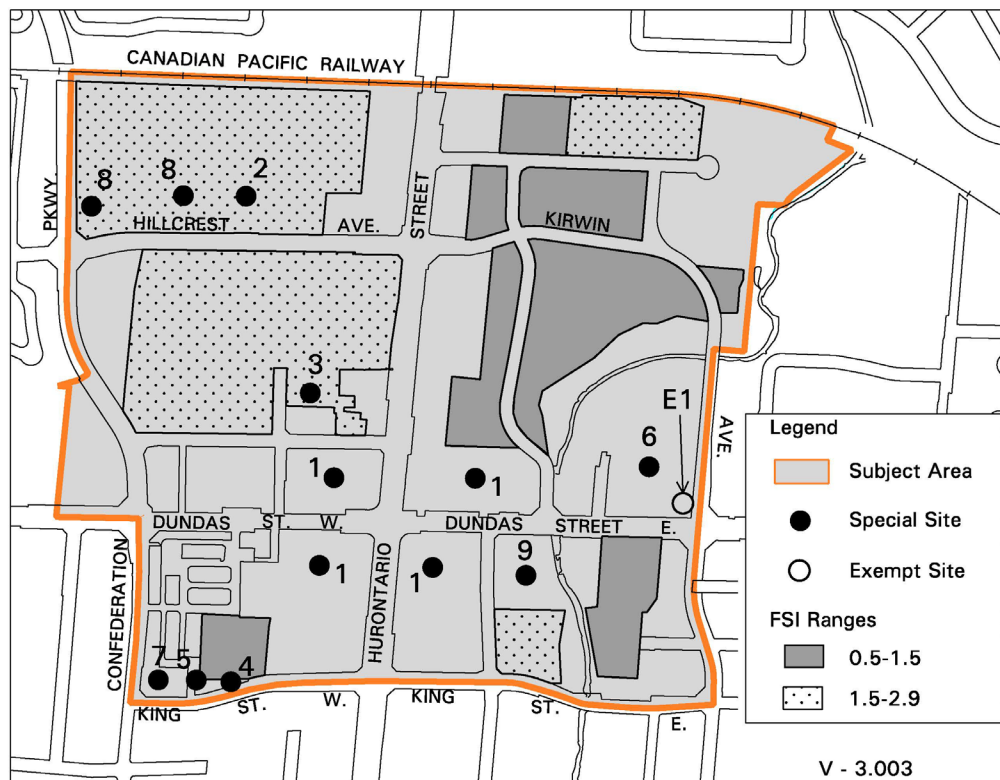 CANADIAN PACIFIC RAILWAY
PKWY
8
8
2
HILLCREST AVE.
STREET
KIRWIN
3
E1
6
AVE.
1
1
DUNDAS ST. W.
DUNDAS STREET E.
CONFEDERATION
HURONTARIO
1
1
9
7
5
4
KING ST. W.
KING ST. E.
Legend
Subject Area
Special Site
Exempt Site
FSI Ranges
0.5-1.5
1.5-2.9
V - 3.003